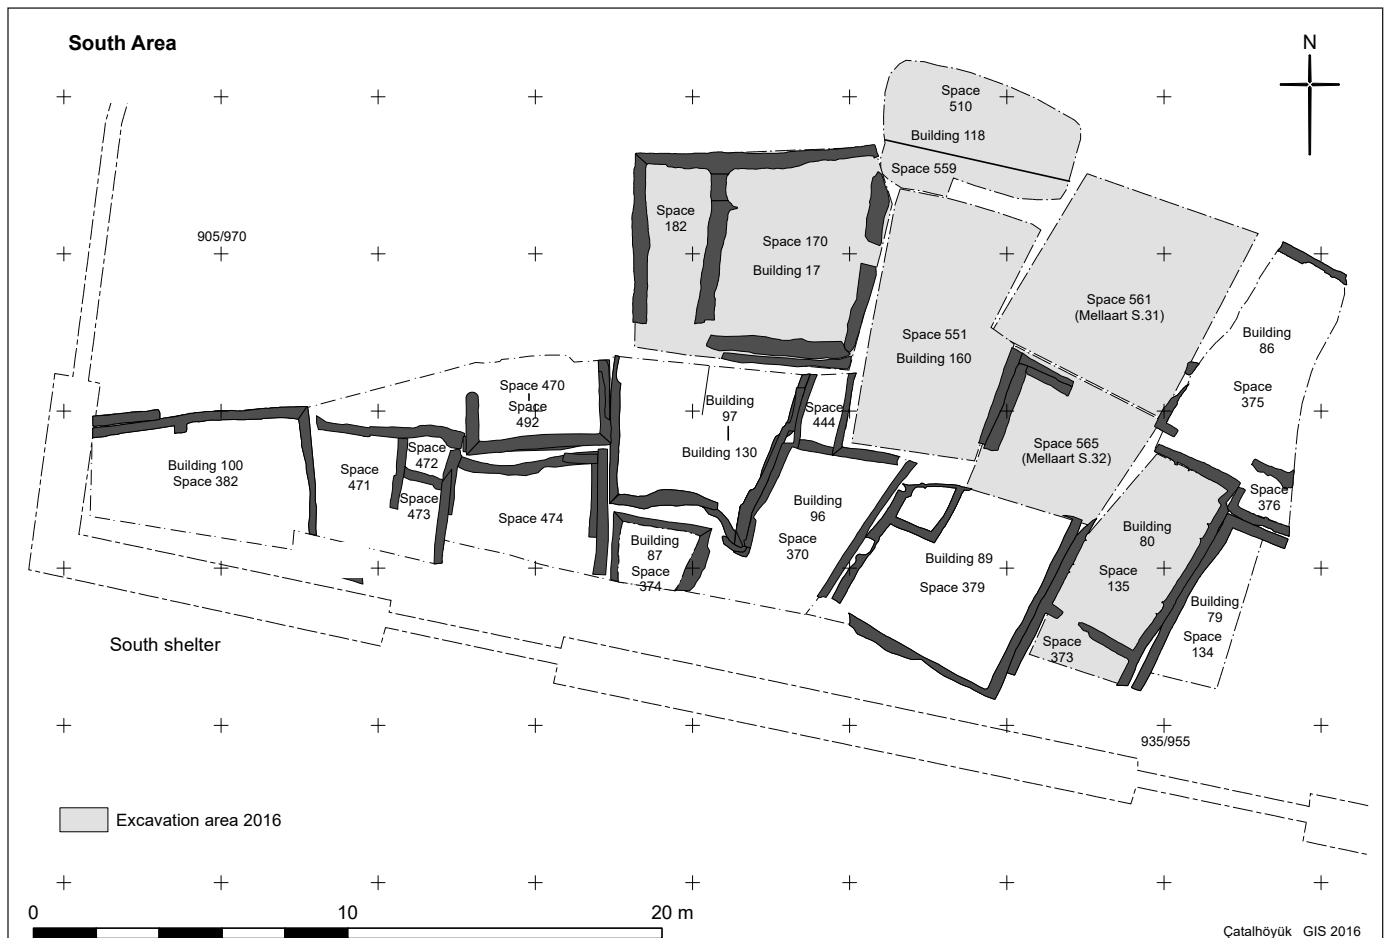 South Area
N
Space
510
Building 118
Space 559
905/970
Space
182
Space 170
Building 17
Space 561
(Mellaart S.31)
Space 551
Building 160
Building
86
Space
375
Space 470
Space
492
Building
97
Building 130
Space
444
Space 565
(Mellaart S.32)
Building 100
Space 382
Space
471
Space
472
Space
473
Space 474
Building
87
Space
374
Building
96
Space
370
Building 89
Space 379
Building
80
Space
135
Space
376
Building
79
Space
134
Space
373
South shelter
935/955
Excavation area 2016
0 10 20 m
Çatalhöyük GIS 2016